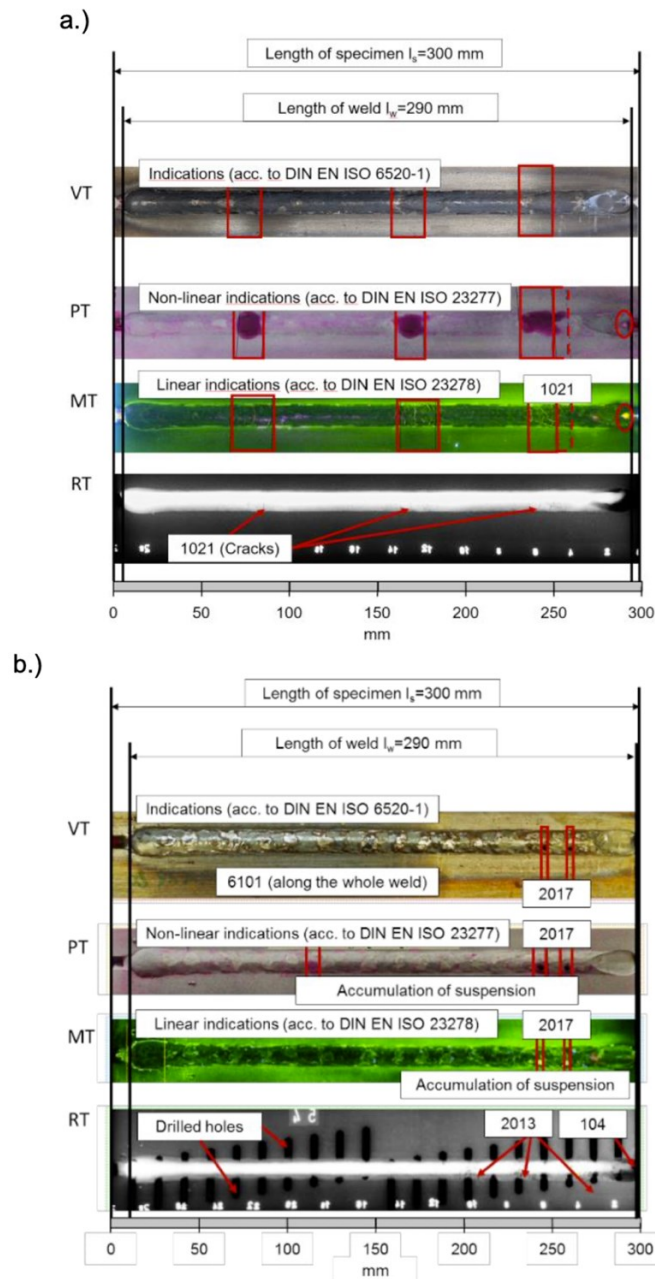 a.)
Length of specimen ls=300 mm
Length of weld lw=290 mm
VT
Indications (acc. to DIN EN ISO 6520-1)
PT
Non-linear indications (acc. to DIN EN ISO 23277)
MT
Linear indications (acc. to DIN EN ISO 23278)
1021
RT
1021 (Cracks)
0 50 100 150 200 250 300
mm
b.)
Length of specimen ls=300 mm
Length of weld lw=290 mm
VT
Indications (acc. to DIN EN ISO 6520-1)
6101 (along the whole weld)
2017
PT
Non-linear indications (acc. to DIN EN ISO 23277)
2017
Accumulation of suspension
MT
Linear indications (acc. to DIN EN ISO 23278)
2017
Accumulation of suspension
RT
Drilled holes
2013
104
0 50 100 150 200 250 300
mm